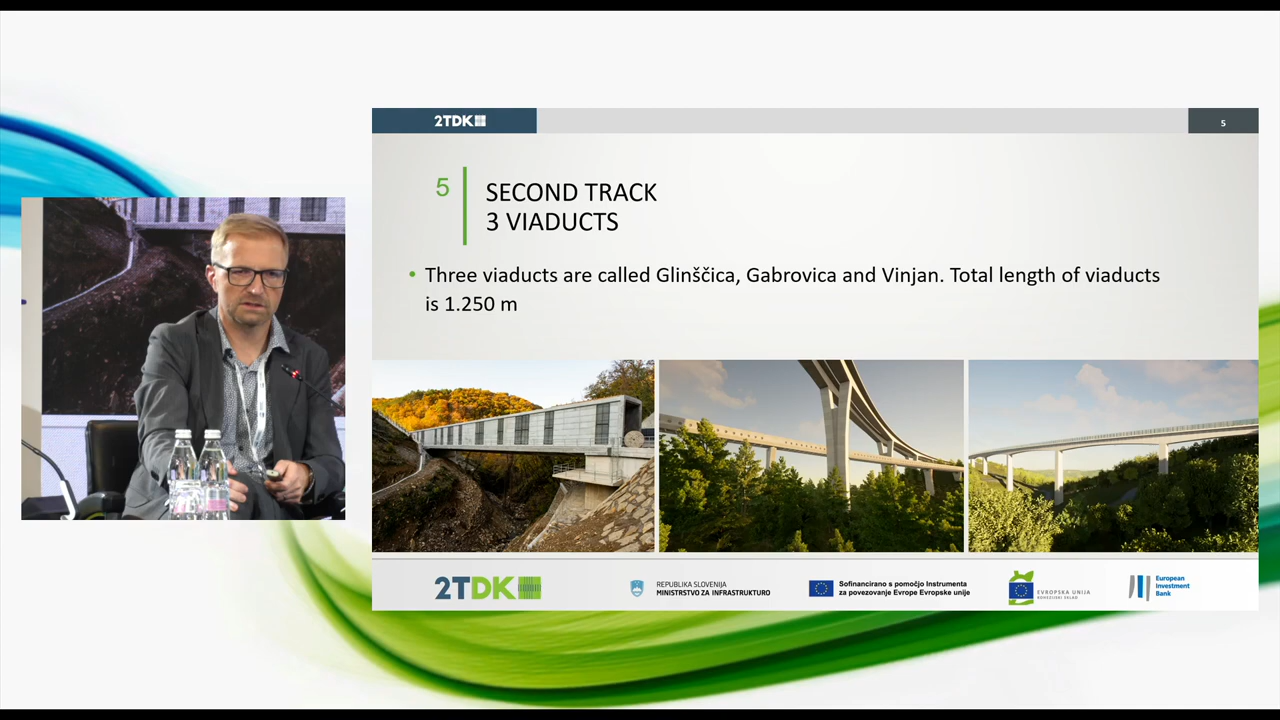 2TDK
5
5
SECOND TRACK
3 VIADUCTS
• Three viaducts are called Glinščica, Gabrovica and Vinjan. Total length of viaducts
is 1.250 m
2TDK
REPUBLIKA SLOVENIJA
MINISTRSTVO ZA INFRASTRUKTURO
Sofinancirano s pomočjo Instrumenta
za povezovanje Evrope Evropske unije
EVROPSKA UNIJA
KOHEZIJSKI SKLAD
European
Investment
Bank